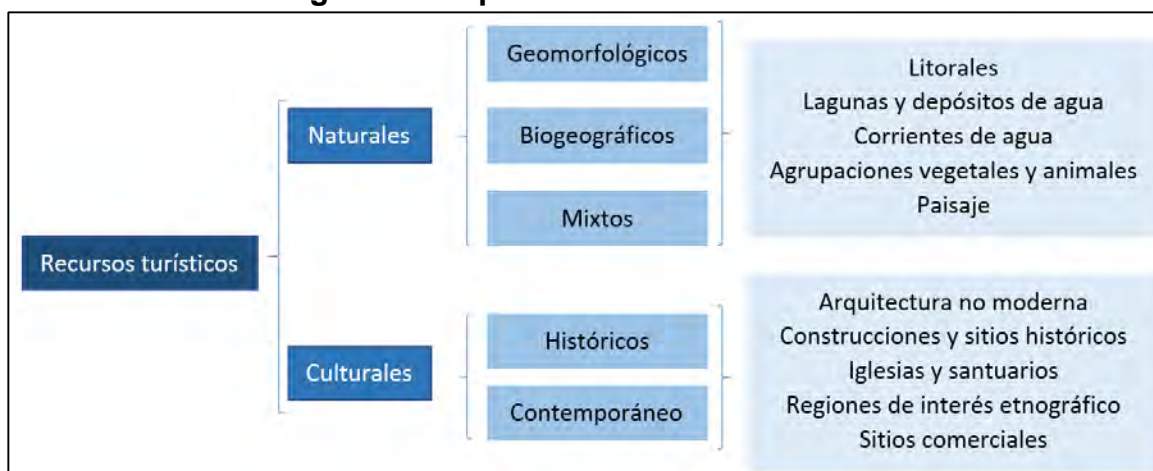 Recursos turísticos
Naturales
Geomorfológicos
Biogeográficos
Mixtos
Litorales
Lagunas y depósitos de agua
Corrientes de agua
Agrupaciones vegetales y animales
Paisaje
Culturales
Históricos
Contemporáneo
Arquitectura no moderna
Construcciones y sitios históricos
Iglesias y santuarios
Regiones de interés etnográfico
Sitios comerciales